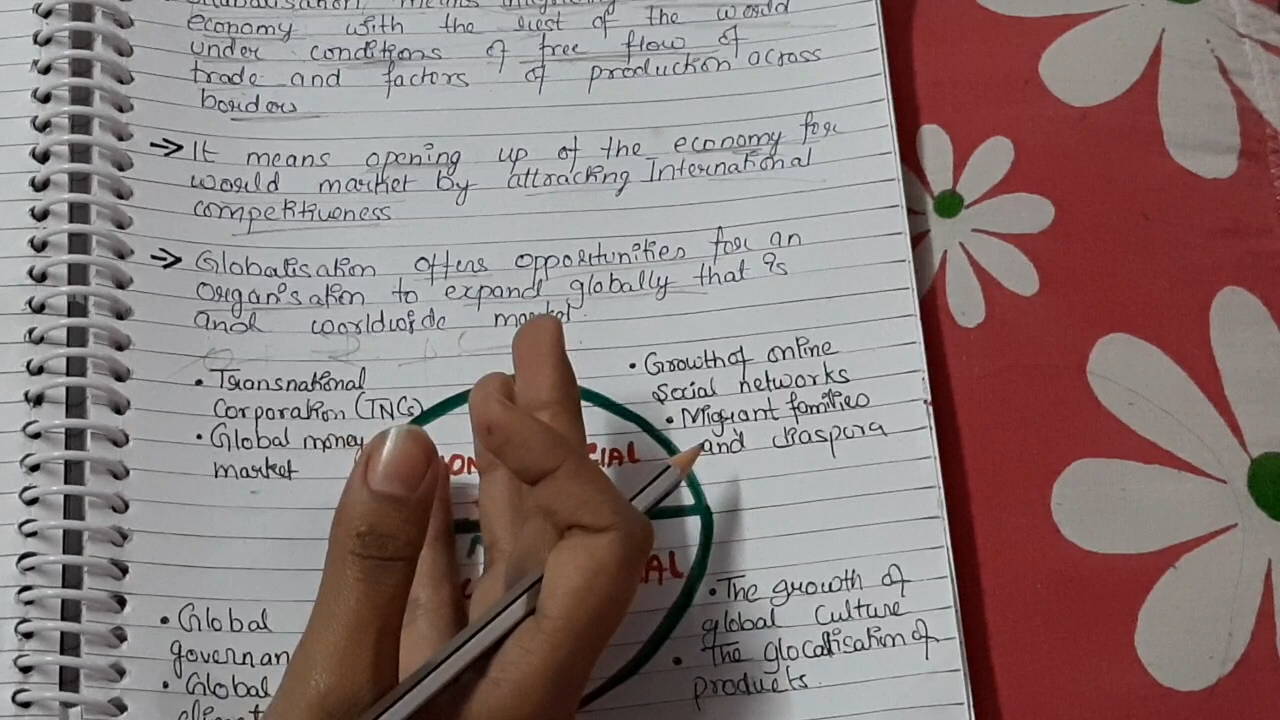 economy with the rest of the world
under conditions of free flow of
trade and factors of production across
borders
→ It means opening up of the economy for
world market by attracting International
competitiveness
→ Globalisation offers opportunities for an
Organisation to expand globally that is
and worldwide market.
• Transnational
Corporation (TNCs)
• Global money
market
• Growth of online
Social networks
• Migrant families
and diaspora
• Global
governan
• Global
• The growth of
global Culture
• The glocalisation of
products.